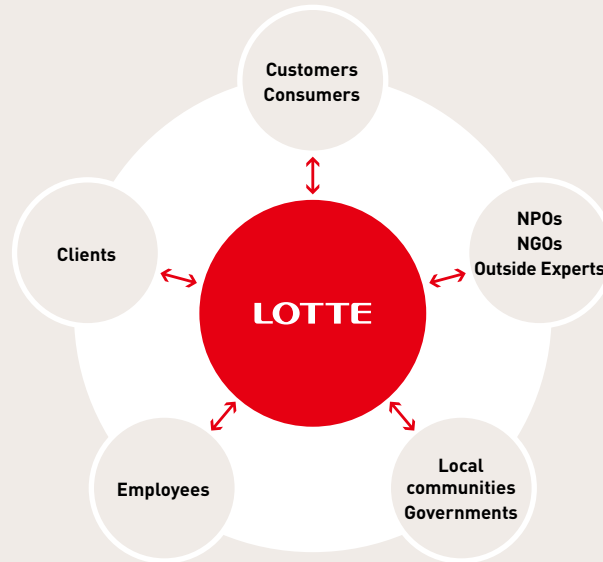 Customers
Consumers
NPOs
NGOs
Outside Experts
Clients
LOTTE
Employees
Local
communities
Governments